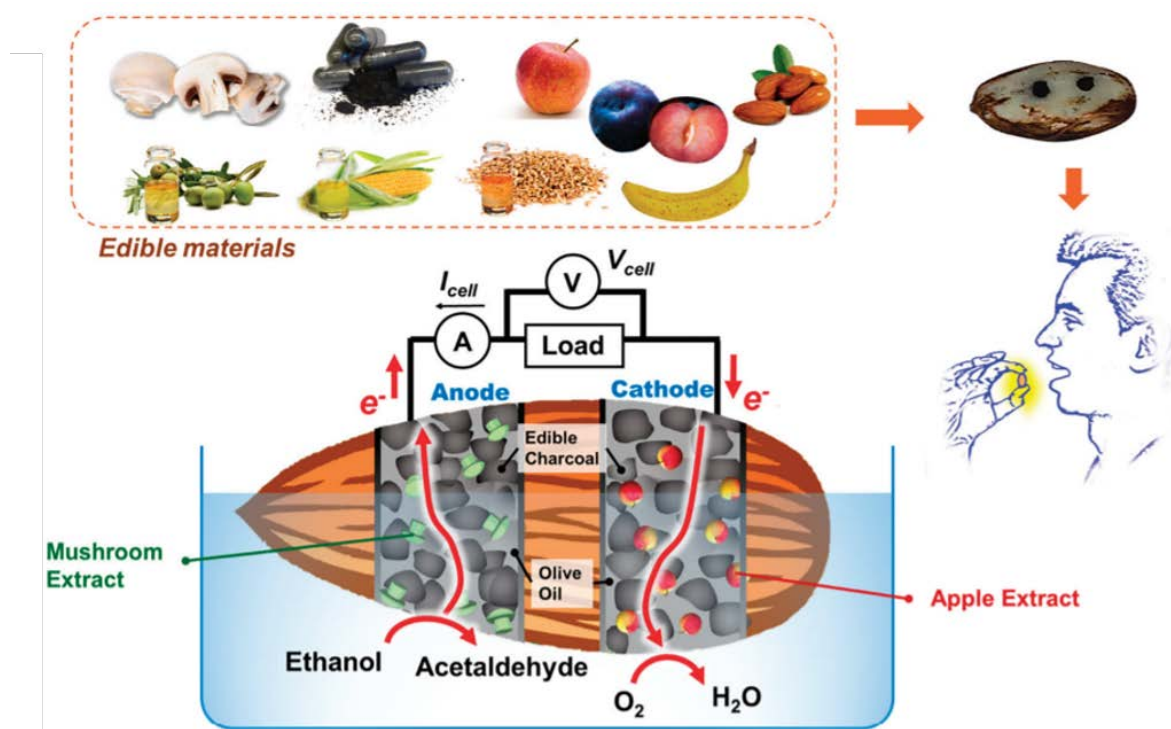 Edible materials
V_cell
I_cell
V
A
Load
e-
Anode
Cathode
e-
Edible
Charcoal
Mushroom
Extract
Olive
Oil
Apple Extract
Ethanol
Acetaldehyde
O₂
H₂O